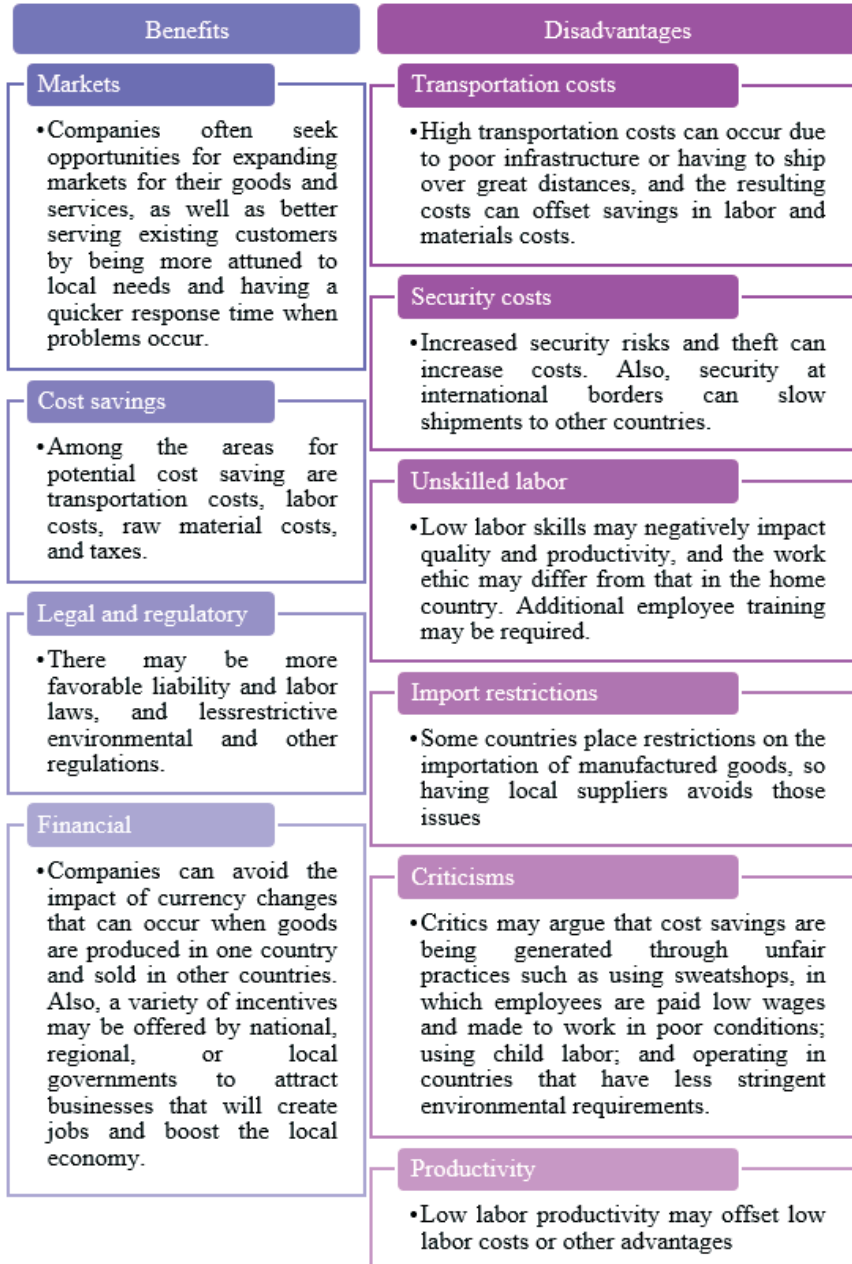 Benefits
Markets
•Companies often seek
opportunities for expanding
markets for their goods and
services, as well as better
serving existing customers
by being more attuned to
local needs and having a
quicker response time when
problems occur.
Cost savings
•Among the areas for
potential cost saving are
transportation costs, labor
costs, raw material costs,
and taxes.
Legal and regulatory
•There may be more
favorable liability and labor
laws, and lessrestrictive
environmental and other
regulations.
Financial
•Companies can avoid the
impact of currency changes
that can occur when goods
are produced in one country
and sold in other countries.
Also, a variety of incentives
may be offered by national,
regional, or local
governments to attract
businesses that will create
jobs and boost the local
economy.
Disadvantages
Transportation costs
•High transportation costs can occur due
to poor infrastructure or having to ship
over great distances, and the resulting
costs can offset savings in labor and
materials costs.
Security costs
•Increased security risks and theft can
increase costs. Also, security at
international borders can slow
shipments to other countries.
Unskilled labor
•Low labor skills may negatively impact
quality and productivity, and the work
ethic may differ from that in the home
country. Additional employee training
may be required.
Import restrictions
•Some countries place restrictions on the
importation of manufactured goods, so
having local suppliers avoids those
issues
Criticisms
•Critics may argue that cost savings are
being generated through unfair
practices such as using sweatshops, in
which employees are paid low wages
and made to work in poor conditions;
using child labor; and operating in
countries that have less stringent
environmental requirements.
Productivity
•Low labor productivity may offset low
labor costs or other advantages